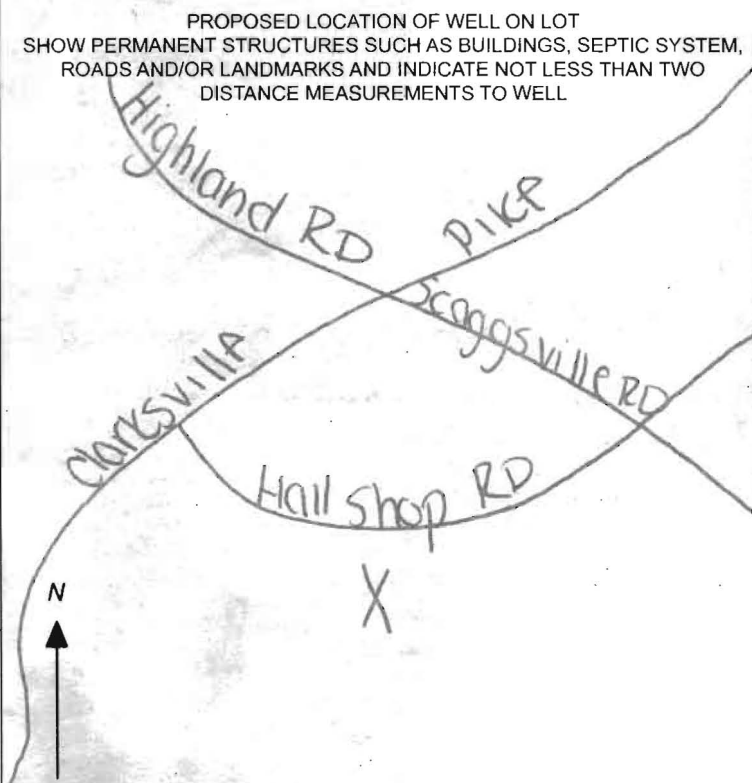 PROPOSED LOCATION OF WELL ON LOT
SHOW PERMANENT STRUCTURES SUCH AS BUILDINGS, SEPTIC SYSTEM,
ROADS AND/OR LANDMARKS AND INDICATE NOT LESS THAN TWO
DISTANCE MEASUREMENTS TO WELL
Highland RD
Pike
Scaggsville RD
Clarksville
Hall Shop RD
X
N